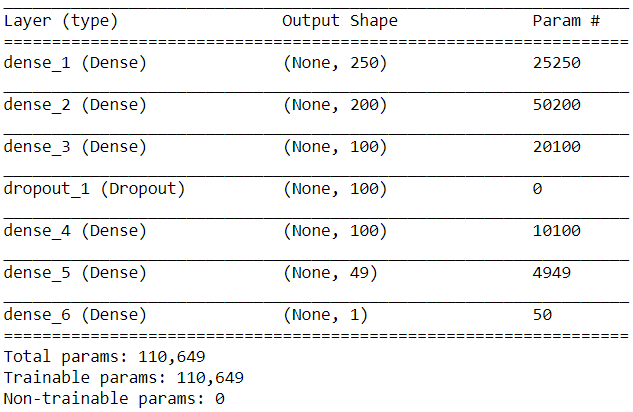 Layer (type)                 Output Shape              Param #
=================================================================
dense_1 (Dense)              (None, 250)               25250
_________________________________________________________________
dense_2 (Dense)              (None, 200)               50200
_________________________________________________________________
dense_3 (Dense)              (None, 100)               20100
_________________________________________________________________
dropout_1 (Dropout)          (None, 100)               0
_________________________________________________________________
dense_4 (Dense)              (None, 100)               10100
_________________________________________________________________
dense_5 (Dense)              (None, 49)                4949
_________________________________________________________________
dense_6 (Dense)              (None, 1)                 50
=================================================================
Total params: 110,649
Trainable params: 110,649
Non-trainable params: 0